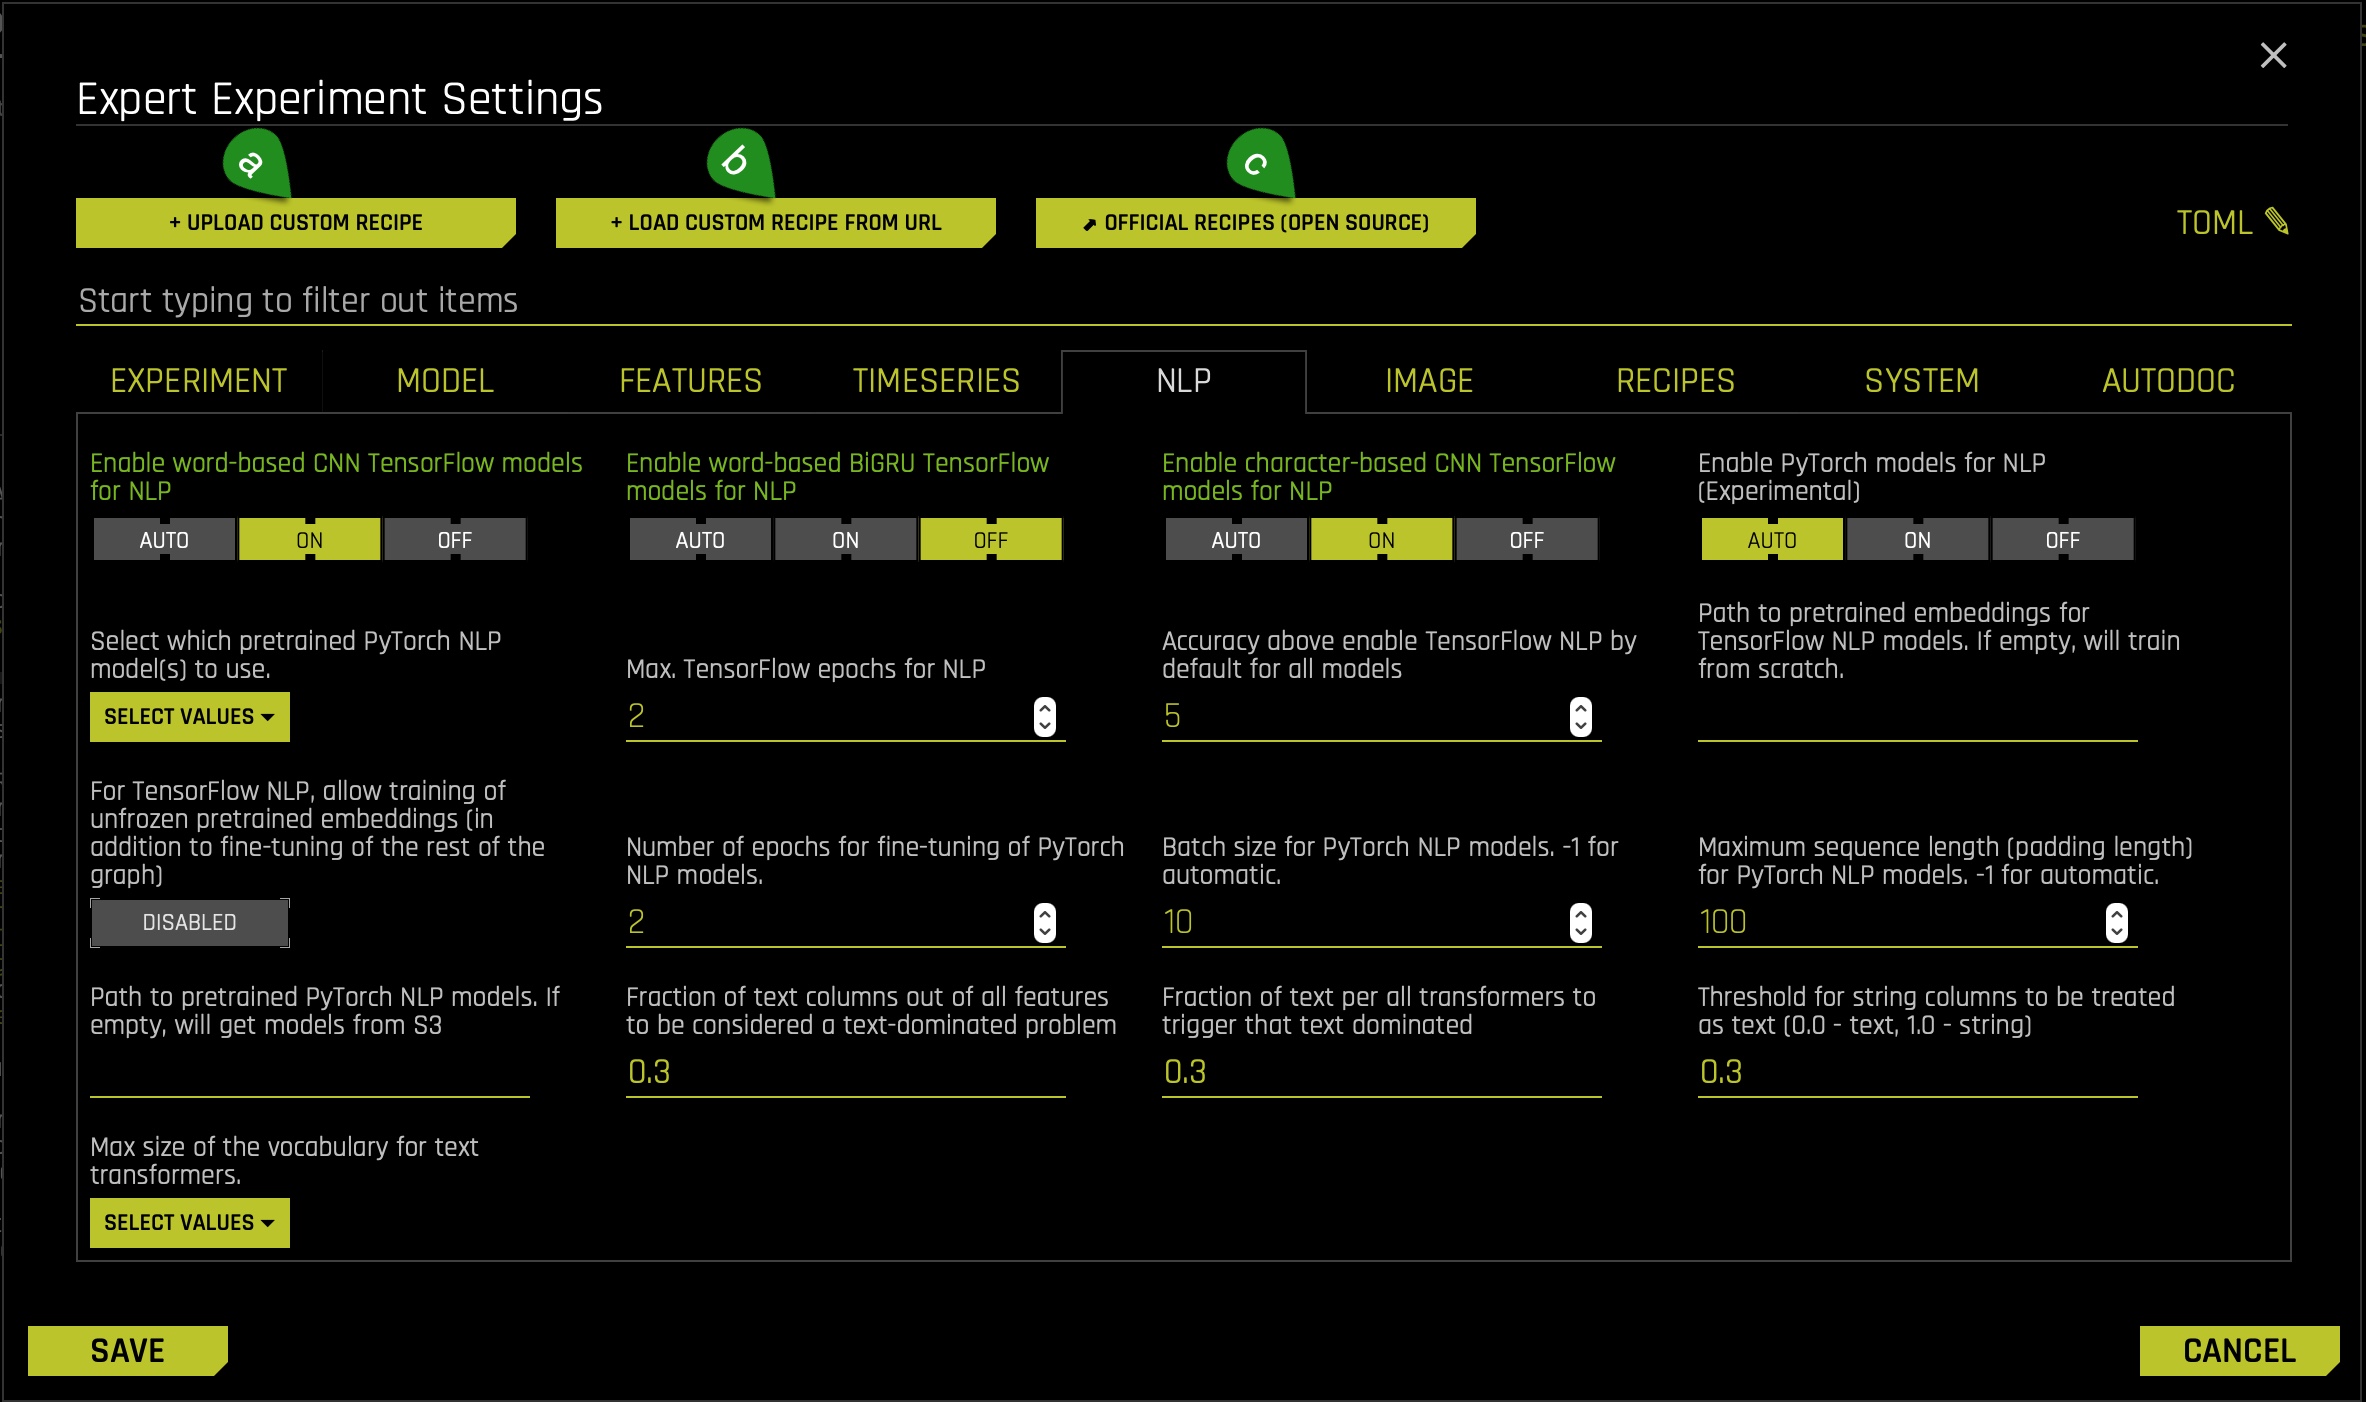 Expert Experiment Settings
a
b
c
+ UPLOAD CUSTOM RECIPE
+ LOAD CUSTOM RECIPE FROM URL
OFFICIAL RECIPES (OPEN SOURCE)
TOML
Start typing to filter out items
EXPERIMENT
MODEL
FEATURES
TIMESERIES
NLP
IMAGE
RECIPES
SYSTEM
AUTODOC
Enable word-based CNN TensorFlow models
for NLP
AUTO
ON
OFF
Enable word-based BiGRU TensorFlow
models for NLP
AUTO
ON
OFF
Enable character-based CNN TensorFlow
models for NLP
AUTO
ON
OFF
Enable PyTorch models for NLP
(Experimental)
AUTO
ON
OFF
Select which pretrained PyTorch NLP
model(s) to use.
SELECT VALUES
Max. TensorFlow epochs for NLP
2
Accuracy above enable TensorFlow NLP by
default for all models
5
Path to pretrained embeddings for
TensorFlow NLP models. If empty, will train
from scratch.
For TensorFlow NLP, allow training of
unfrozen pretrained embeddings (in
addition to fine-tuning of the rest of the
graph)
DISABLED
Number of epochs for fine-tuning of PyTorch
NLP models.
2
Batch size for PyTorch NLP models. -1 for
automatic.
10
Maximum sequence length (padding length)
for PyTorch NLP models. -1 for automatic.
100
Path to pretrained PyTorch NLP models. If
empty, will get models from S3
Fraction of text columns out of all features
to be considered a text-dominated problem
0.3
Fraction of text per all transformers to
trigger that text dominated
0.3
Threshold for string columns to be treated
as text (0.0 - text, 1.0 - string)
0.3
Max size of the vocabulary for text
transformers.
SELECT VALUES
SAVE
CANCEL